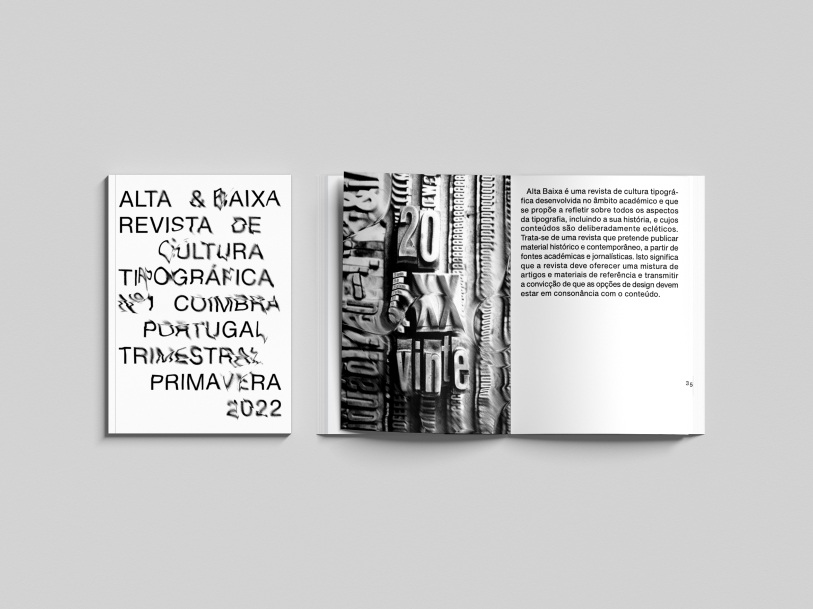 ALTA & BAIXA
REVISTA DE
CULTURA
TIPOGRÁFICA
Nº1 COIMBRA
PORTUGAL
TRIMESTRAL
PRIMAVERA
2022
20
XX
vinte
Alta Baixa é uma revista de cultura tipográ-
fica desenvolvida no âmbito académico e que
se propõe a refletir sobre todos os aspectos
da tipografia, incluindo a sua história, e cujos
conteúdos são deliberadamente ecléticos.
Trata-se de uma revista que pretende publicar
material histórico e contemporâneo, a partir de
fontes académicas e jornalísticas. Isto significa
que a revista deve oferecer uma mistura de
artigos e materiais de referência e transmitir
a convicção de que as opções de design devem
estar em consonância com o conteúdo.